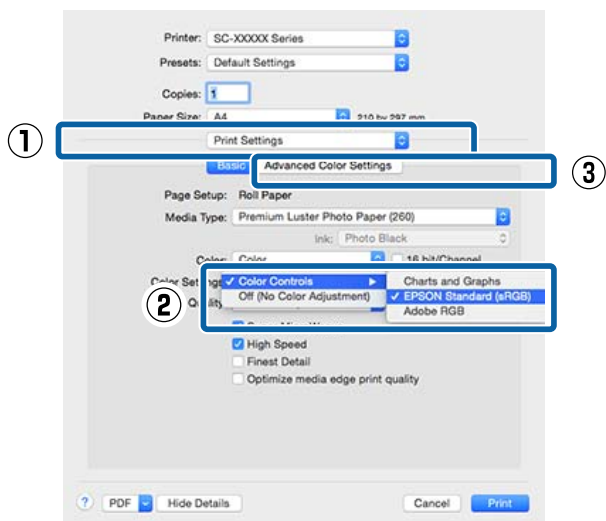 Printer: SC-XXXXX Series
Presets: Default Settings
Copies: 1
Paper Size: A4 210 by 297 mm
① Print Settings
Basic Advanced Color Settings ③
Page Setup: Roll Paper
Media Type: Premium Luster Photo Paper (260)
Ink: Photo Black
Color: Color 16 bit/Channel
Color Settings ✓ Color Controls ▶ Charts and Graphs
② Off (No Color Adjustment) ✓ EPSON Standard (sRGB)
Adobe RGB
High Speed
Finest Detail
Optimize media edge print quality
? PDF Hide Details Cancel Print